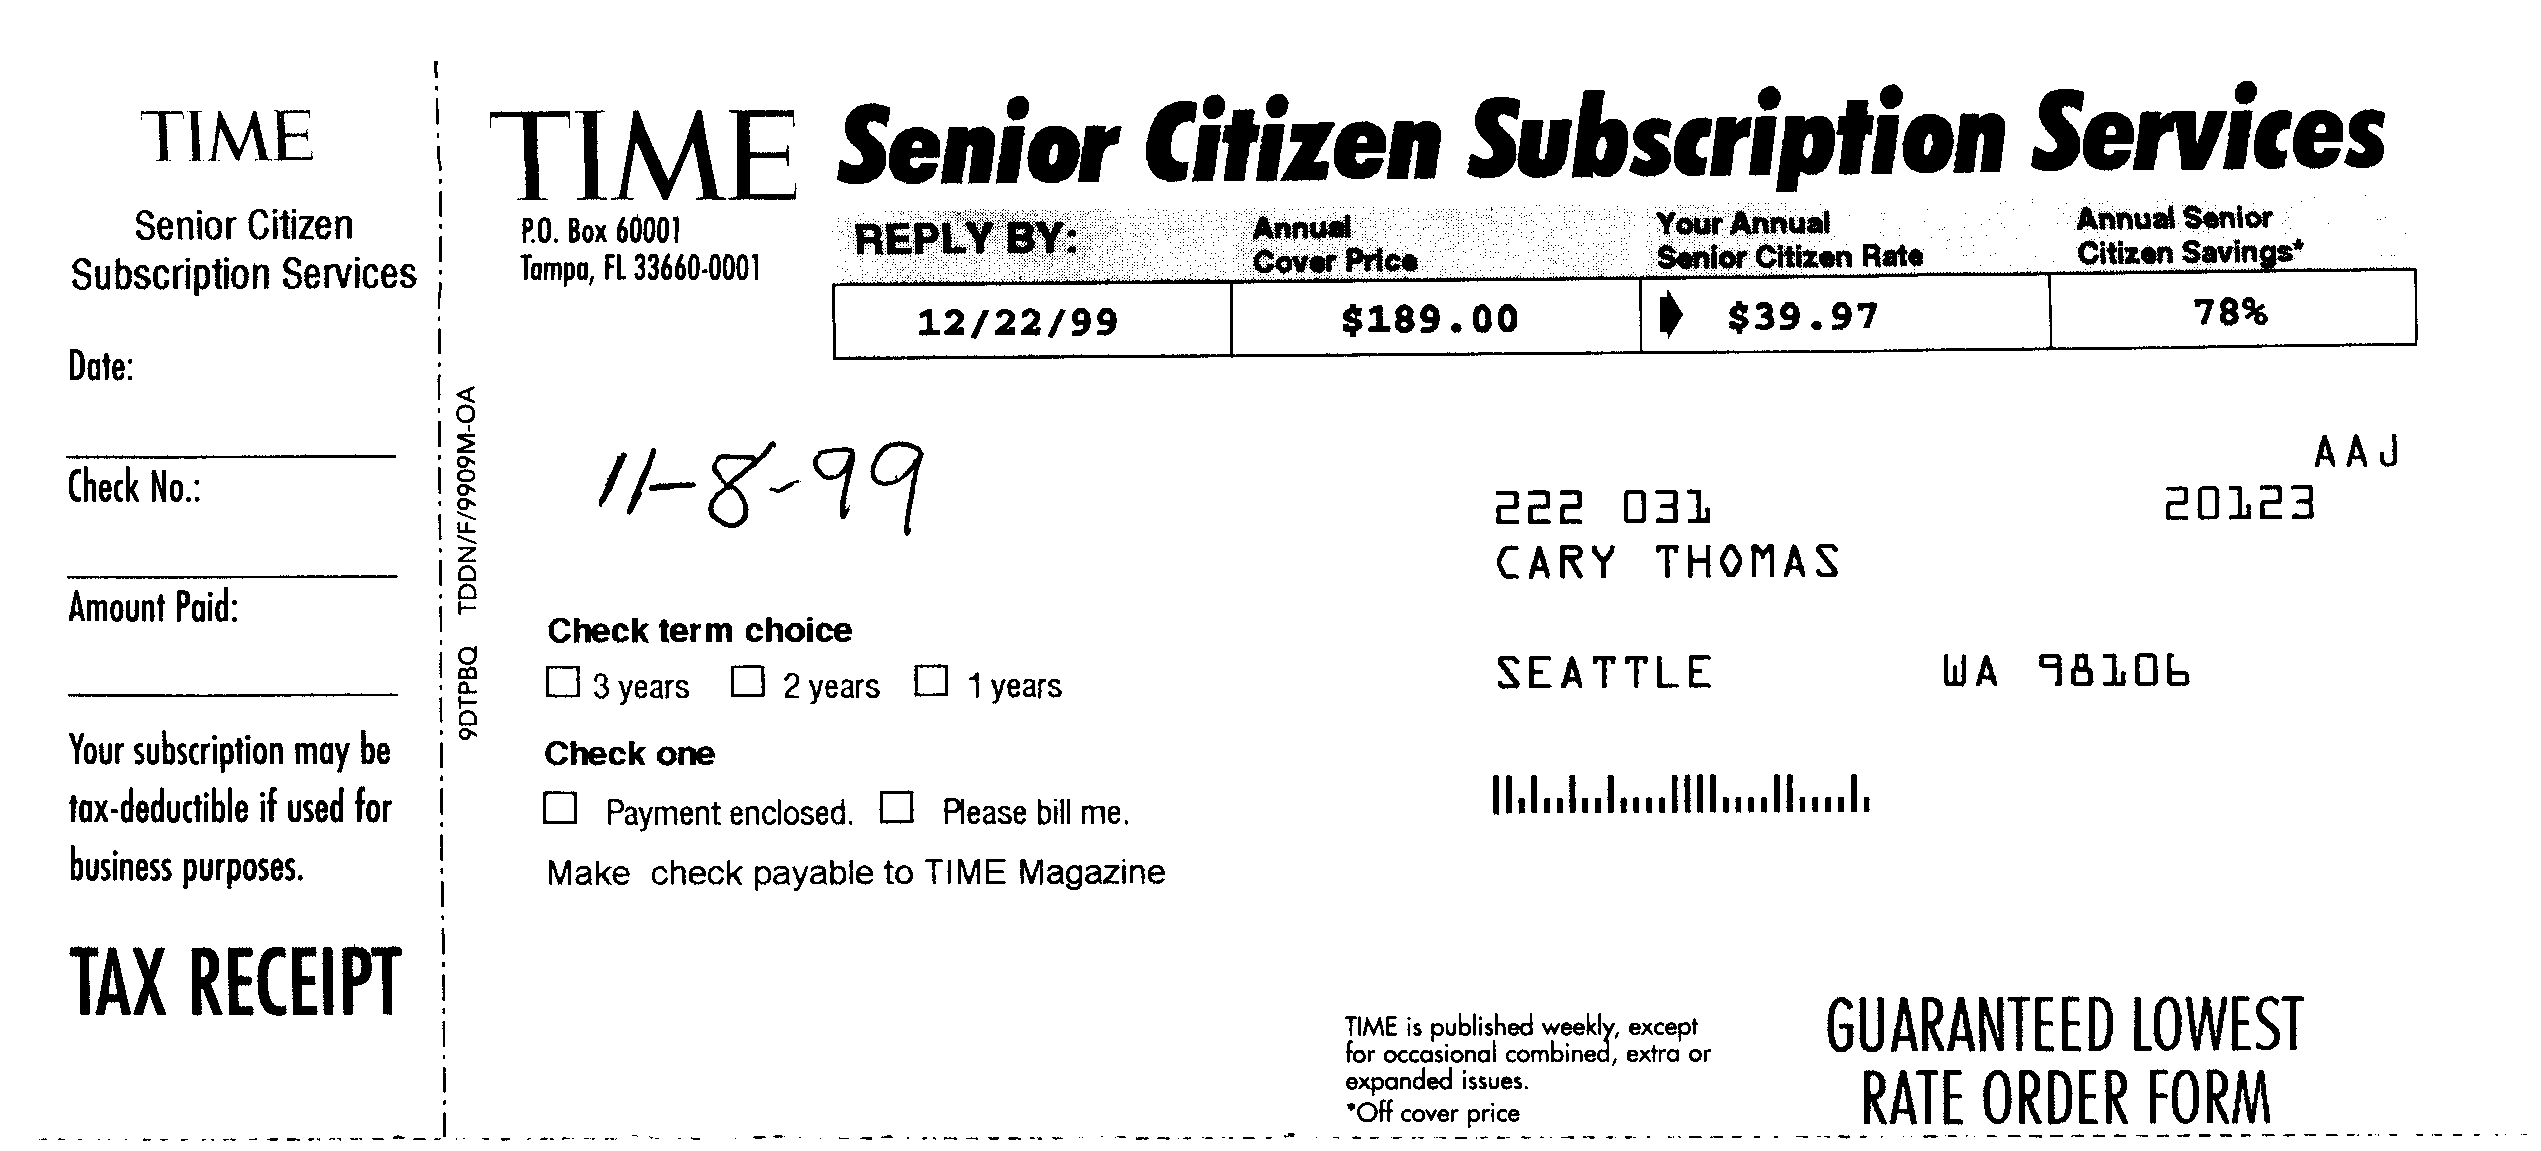 TIME
Senior Citizen
Subscription Services
Date:
Check No.:
Amount Paid:
Your subscription may be
tax-deductible if used for
business purposes.
TAX RECEIPT
9DTPBQ TDDN/F/9909M-OA
TIME Senior Citizen Subscription Services
P.O. Box 60001
Tampa, FL 33660-0001
REPLY BY:
12/22/99
Annual
Cover Price
$189.00
Your Annual
Senior Citizen Rate
$39.97
Annual Senior
Citizen Savings*
78%
11-8-99
AAJ
222 031 20123
CARY THOMAS
SEATTLE WA 98106
Check term choice
3 years 2 years 1 years
Check one
Payment enclosed. Please bill me.
Make check payable to TIME Magazine
TIME is published weekly, except
for occasional combined, extra or
expanded issues.
*Off cover price
GUARANTEED LOWEST
RATE ORDER FORM